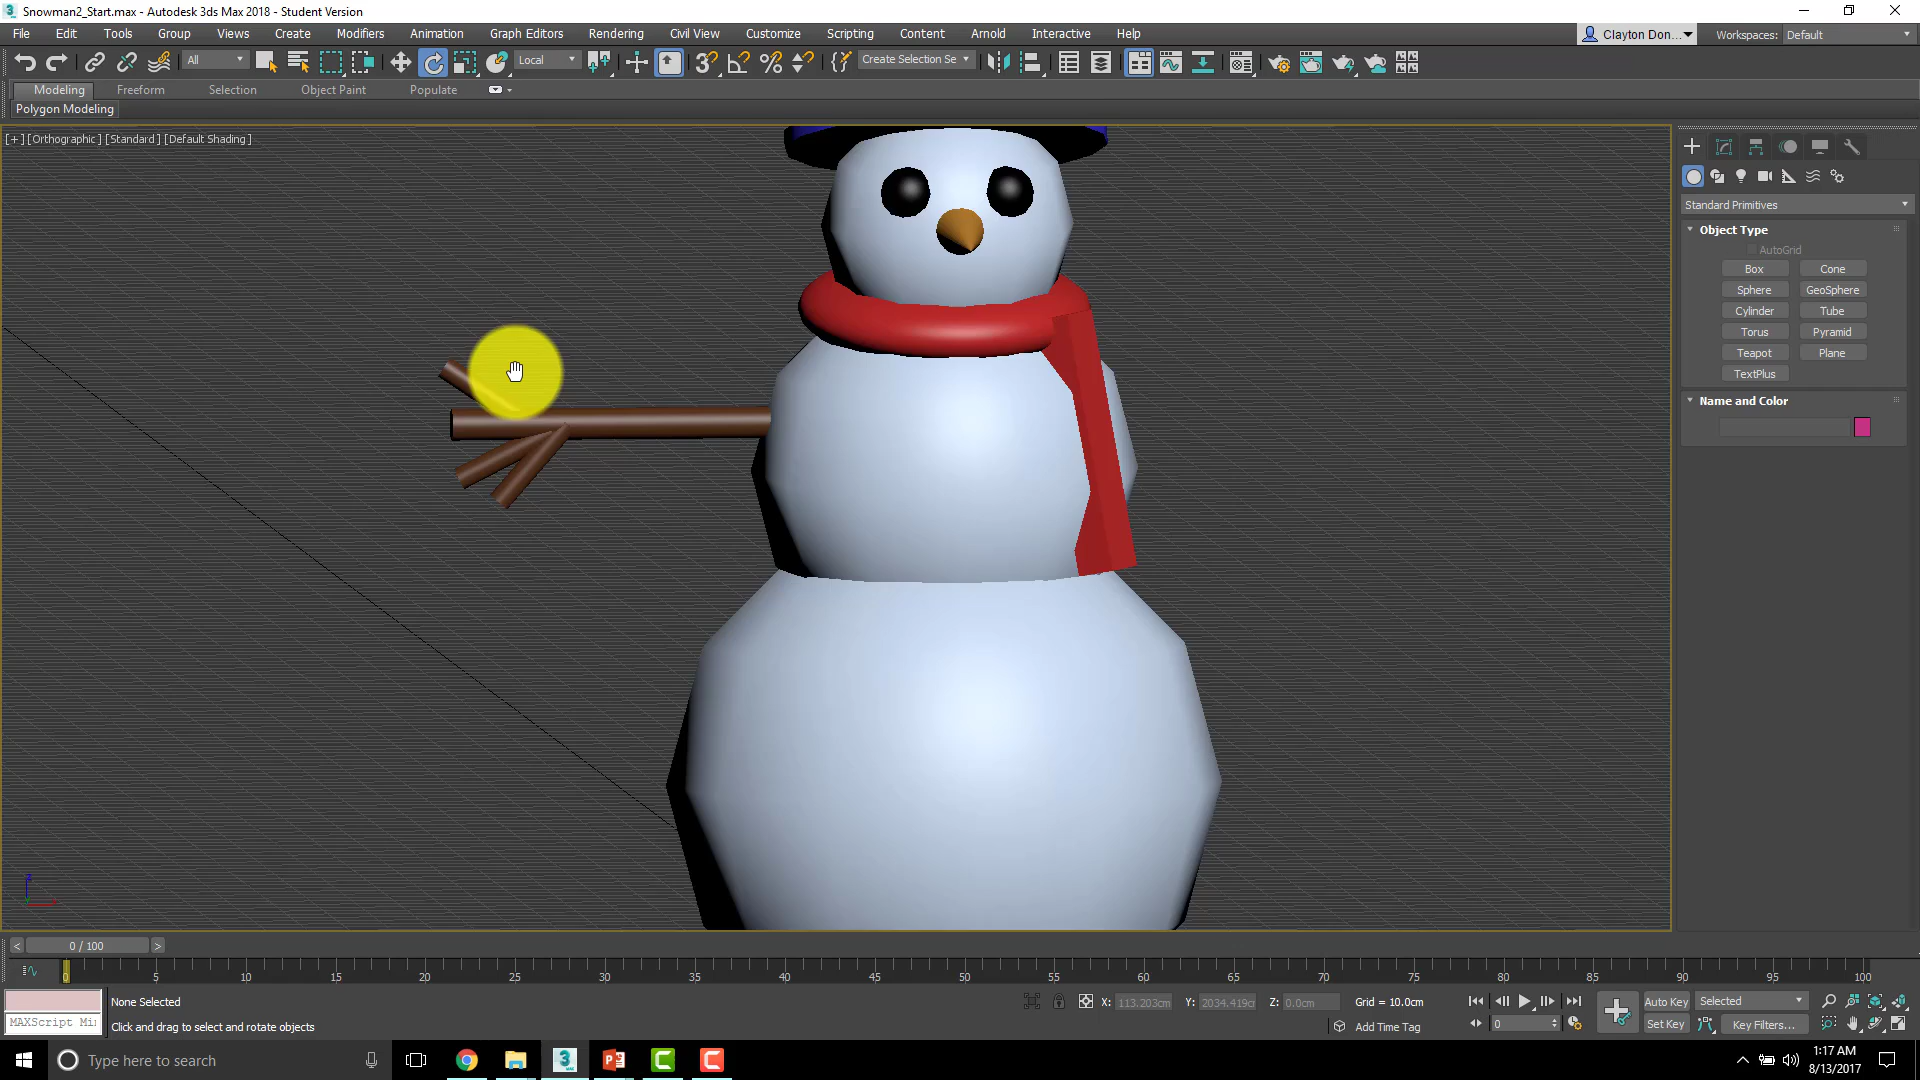 Snowman2_Start.max - Autodesk 3ds Max 2018 - Student Version
File Edit Tools Group Views Create Modifiers Animation Graph Editors Rendering Civil View Customize Scripting Content Arnold Interactive Help Clayton Don... Workspaces: Default
All Local Create Selection Se
Modeling Freeform Selection Object Paint Populate
Polygon Modeling
[+] [Orthographic] [Standard] [Default Shading]
Standard Primitives
Object Type
AutoGrid
Box Cone
Sphere GeoSphere
Cylinder Tube
Torus Pyramid
Teapot Plane
TextPlus
Name and Color
< 0 / 100 >
0 5 10 15 20 25 30 35 40 45 50 55 60 65 70 75 80 85 90 95 100
None Selected X: 113.203cm Y: 2034.419cm Z: 0.0cm Grid = 10.0cm Auto Key Selected
MAXScript Mi Click and drag to select and rotate objects Add Time Tag 0 Set Key Key Filters...
Type here to search
1:17 AM
8/13/2017